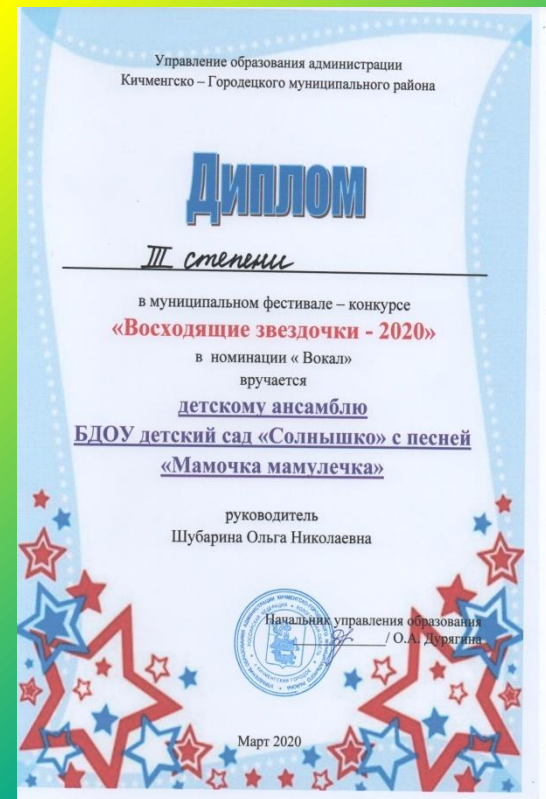 Управление образования администрации
Кичменгско – Городецкого муниципального района
Диплом
III степени
в муниципальном фестивале – конкурсе
«Восходящие звездочки - 2020»
в номинации « Вокал»
вручается
детскому ансамблю
БДОУ детский сад «Солнышко» с песней
«Мамочка мамулечка»
руководитель
Шубарина Ольга Николаевна
Начальник управления образования
/ О.А. Дурягина
Март 2020